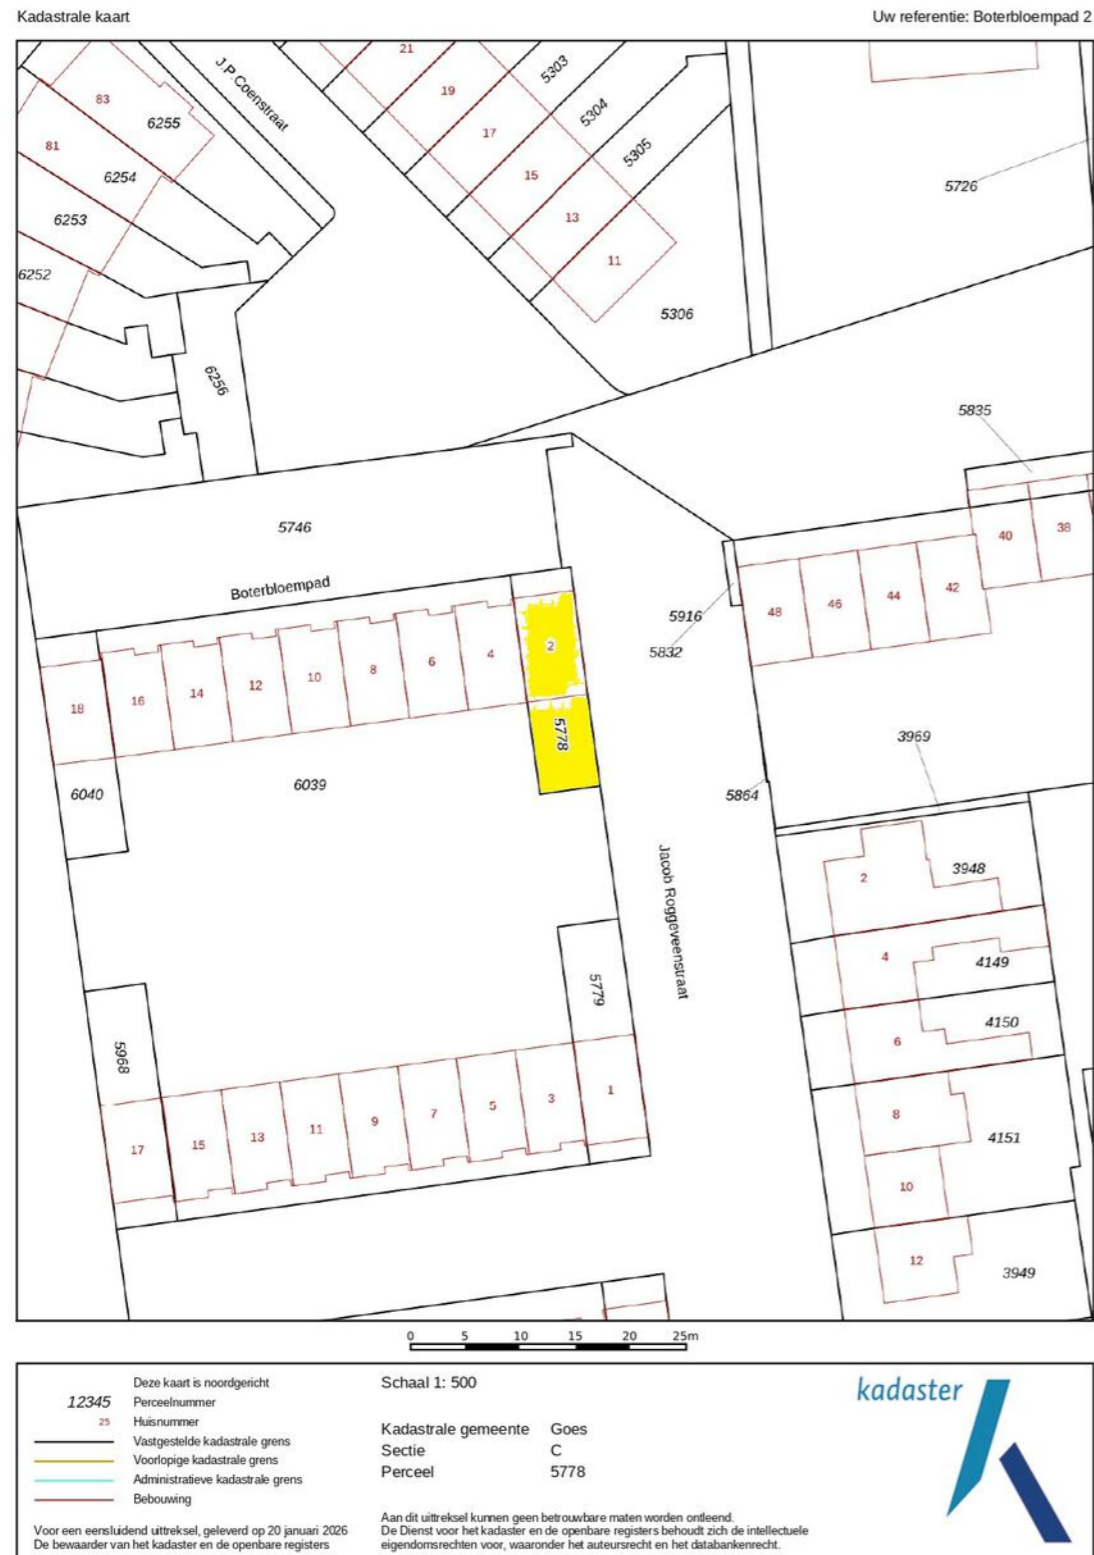 Kadastrale kaart
Uw referentie: Boterbloempad 2
J.P. Coenstraat
21
19
17
15
13
11
5303
5304
5305
5306
5726
83
81
6255
6254
6253
6252
6256
5835
5746
Boterbloempad
40
38
48
46
44
42
5916
5832
18
16
14
12
10
8
6
4
2
5778
6040
6039
3969
5864
Jacob Roggeveenstraat
2
3948
4
4149
6
4150
8
4151
10
12
3949
5779
5968
17
15
13
11
9
7
5
3
1
0 5 10 15 20 25m
Deze kaart is noordgericht
12345 Perceelnummer
25 Huisnummer
Vastgestelde kadastrale grens
Voorlopige kadastrale grens
Administratieve kadastrale grens
Bebouwing
Voor een eensluidend uittreksel, geleverd op 20 januari 2026
De bewaarder van het kadaster en de openbare registers
Schaal 1: 500
Kadastrale gemeente Goes
Sectie C
Perceel 5778
Aan dit uittreksel kunnen geen betrouwbare maten worden ontleend.
De Dienst voor het kadaster en de openbare registers behoudt zich de intellectuele
eigendomsrechten voor, waaronder het auteursrecht en het databankenrecht.
kadaster